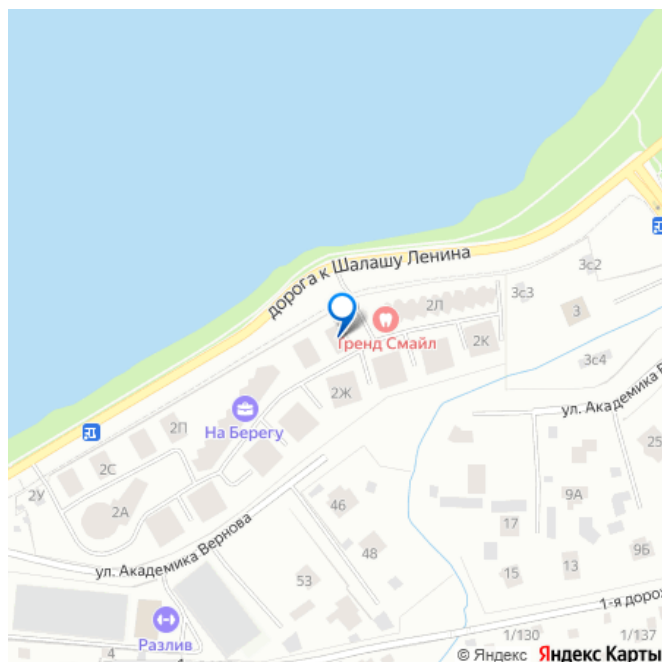 дорога к Шалашу Ленина
3с2
3с3
2Л
3
Тренд Смайл
2К
3с4
2Ж
ул. Академика В
На Берегу
2П
25
2С
2У
9А
2А
46
17
ул. Академика Вернова
48
9Б
13
15
53
1-я дорож
Разлив
4
1/130
1/137
© Яндекс Яндекс Карты